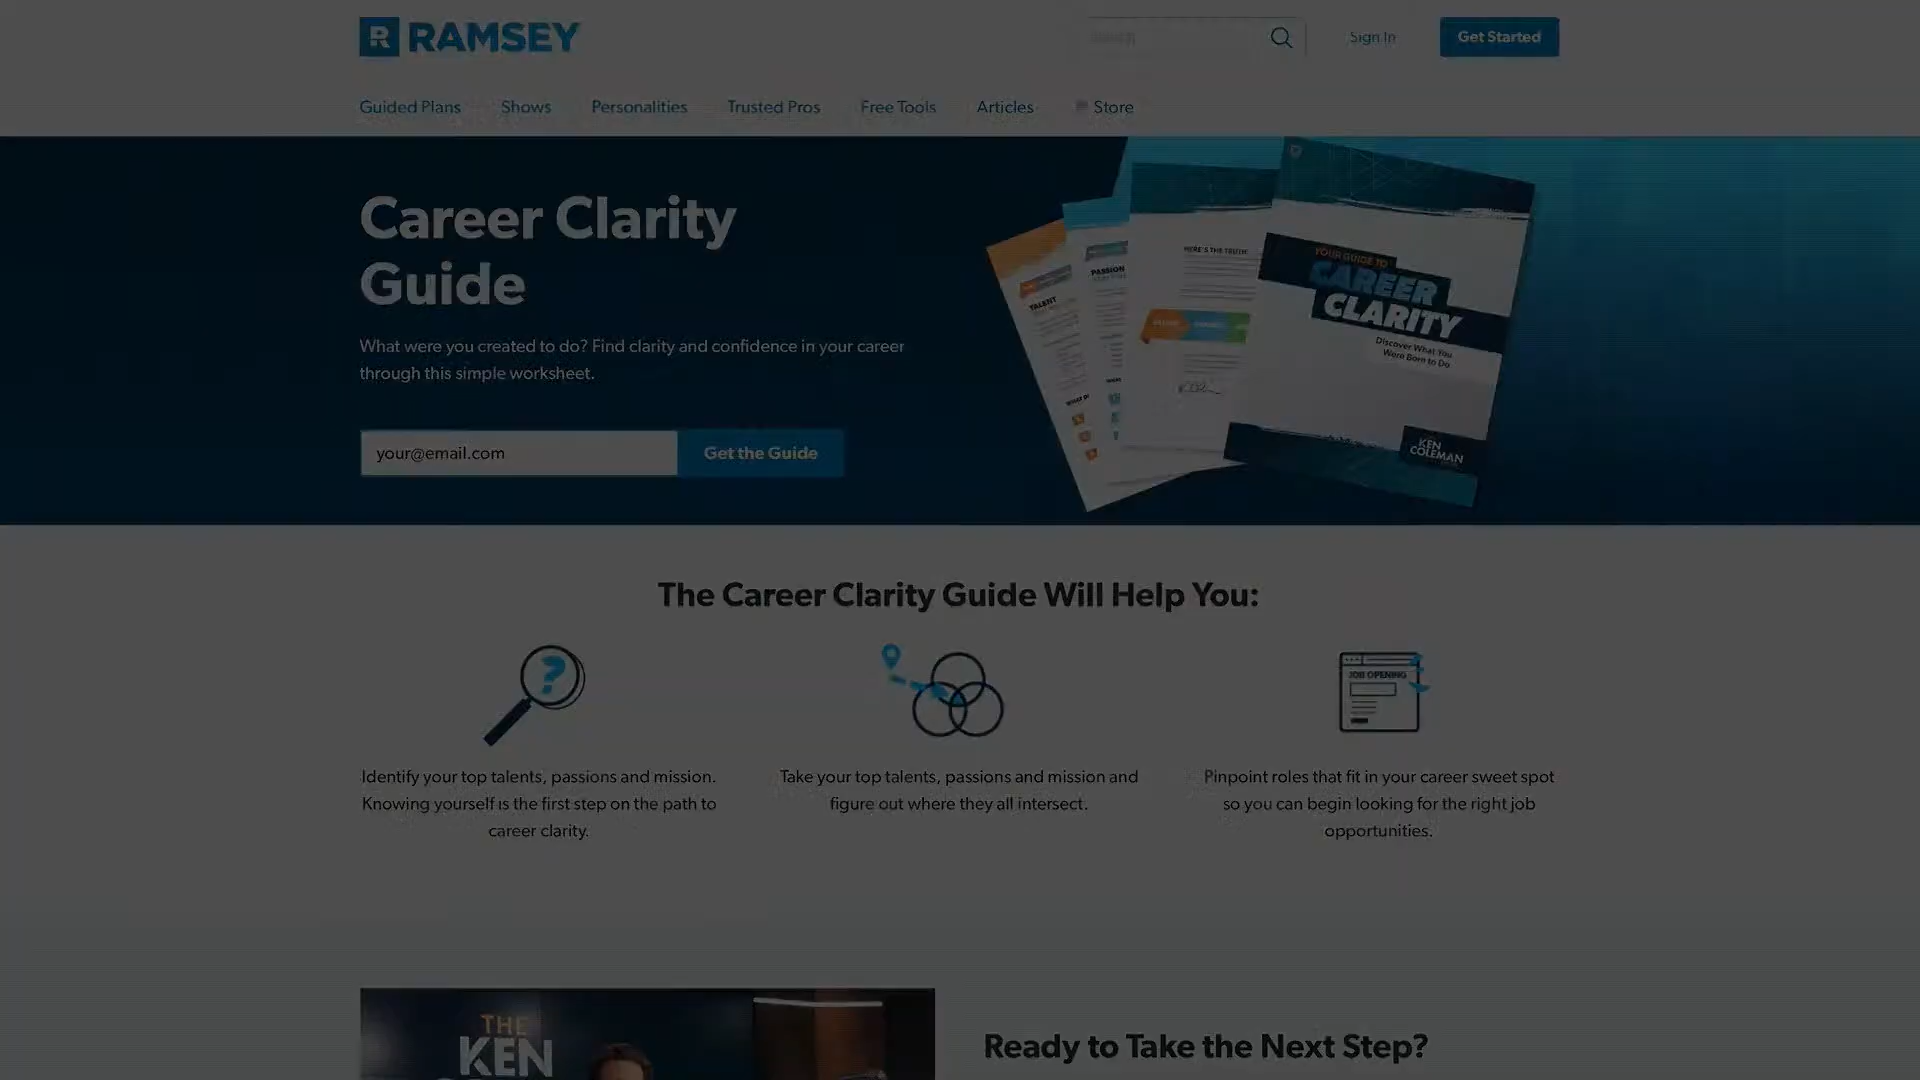 RAMSEY
Sign In
Get Started
Guided Plans
Shows
Personalities
Trusted Pros
Free Tools
Articles
Store
Career Clarity
Guide
What were you created to do? Find clarity and confidence in your career
through this simple worksheet.
your@email.com
Get the Guide
TALENT
PASSION
HERE'S THE TRUTH
YOUR GUIDE TO
CAREER
CLARITY
Discover What You
Were Born to Do
KEN
COLEMAN
The Career Clarity Guide Will Help You:
?
JOB OPENING
Identify your top talents, passions and mission.
Knowing yourself is the first step on the path to
career clarity.
Take your top talents, passions and mission and
figure out where they all intersect.
Pinpoint roles that fit in your career sweet spot
so you can begin looking for the right job
opportunities.
THE
KEN
Ready to Take the Next Step?